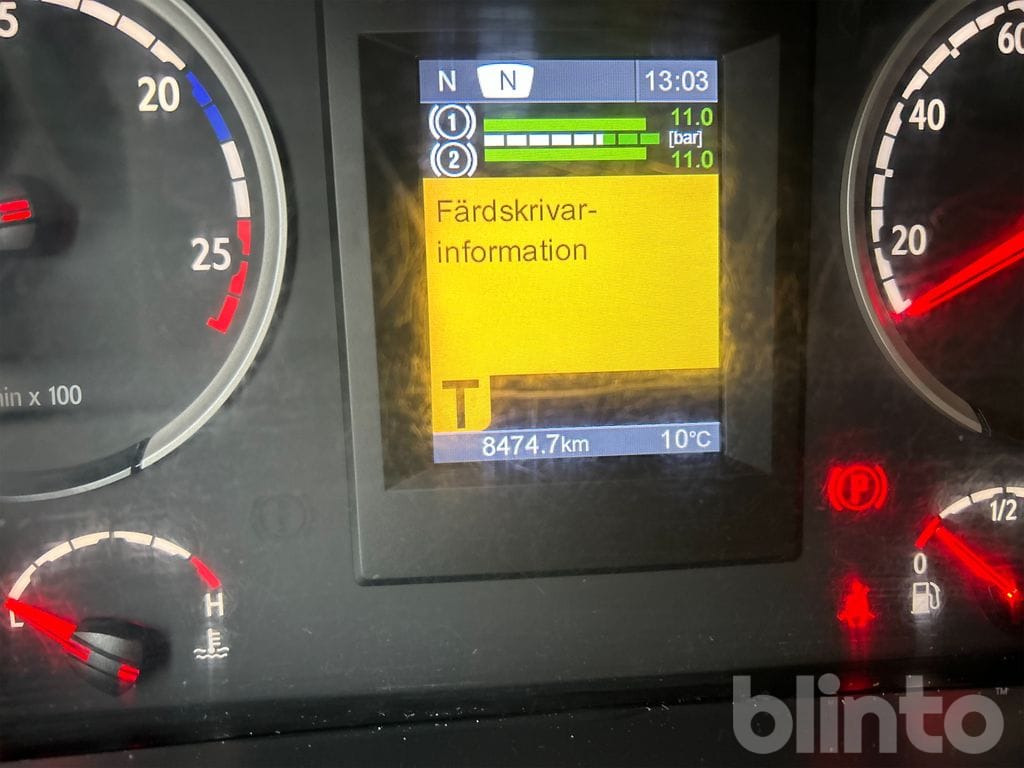 5
20
25
min x 100
N N 13:03
1 11.0
[bar]
2 11.0
Färdskrivar-
information
T
8474.7km 10°C
60
40
20
P
1/2
0
L
H
blinto™